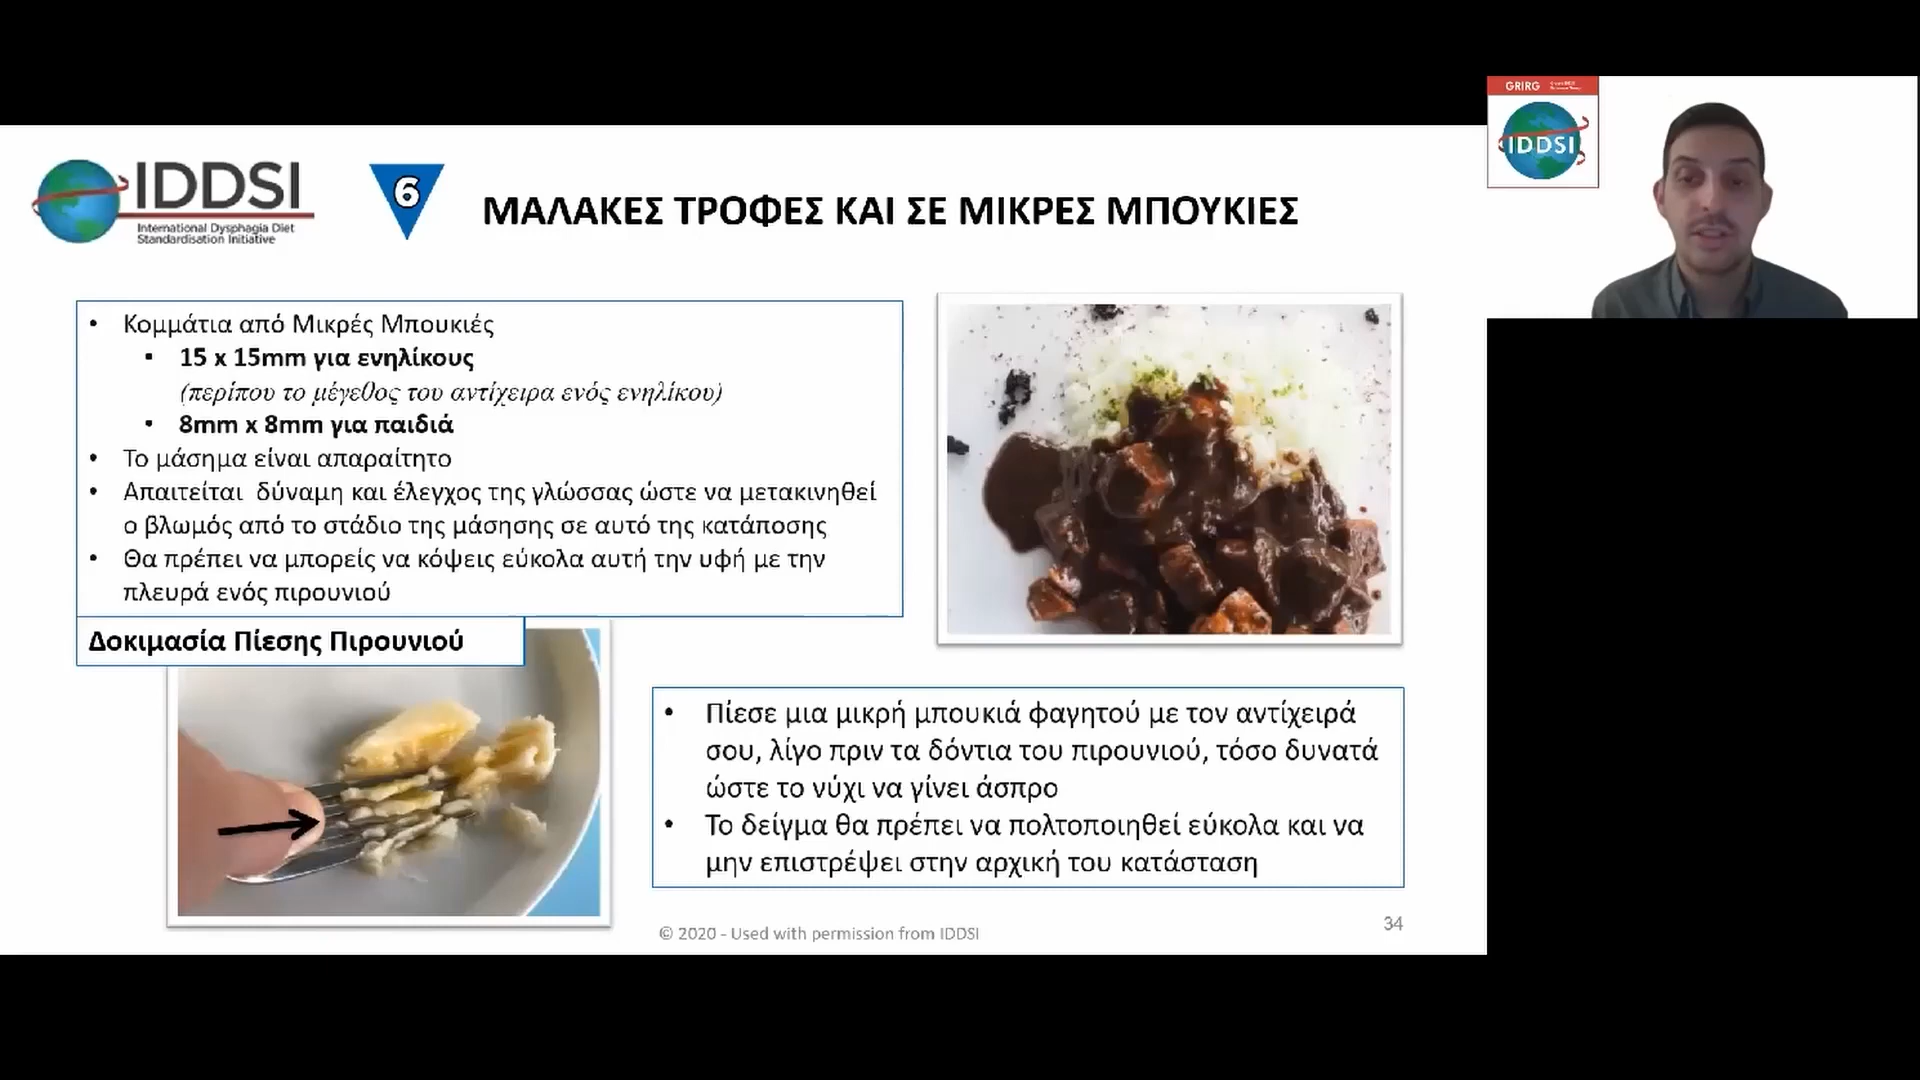 IDDSI
International Dysphagia Diet
Standardisation Initiative
6
ΜΑΛΑΚΕΣ ΤΡΟΦΕΣ ΚΑΙ ΣΕ ΜΙΚΡΕΣ ΜΠΟΥΚΙΕΣ
GRIRG
IDDSI
• Κομμάτια από Μικρές Μπουκιές
▪ 15 x 15mm για ενηλίκους
(περίπου το μέγεθος του αντίχειρα ενός ενηλίκου)
▪ 8mm x 8mm για παιδιά
• Το μάσημα είναι απαραίτητο
• Απαιτείται δύναμη και έλεγχος της γλώσσας ώστε να μετακινηθεί
ο βλωμός από το στάδιο της μάσησης σε αυτό της κατάποσης
• Θα πρέπει να μπορείς να κόψεις εύκολα αυτή την υφή με την
πλευρά ενός πιρουνιού
Δοκιμασία Πίεσης Πιρουνιού
• Πίεσε μια μικρή μπουκιά φαγητού με τον αντίχειρά
σου, λίγο πριν τα δόντια του πιρουνιού, τόσο δυνατά
ώστε το νύχι να γίνει άσπρο
• Το δείγμα θα πρέπει να πολτοποιηθεί εύκολα και να
μην επιστρέψει στην αρχική του κατάσταση
© 2020 - Used with permission from IDDSI
34